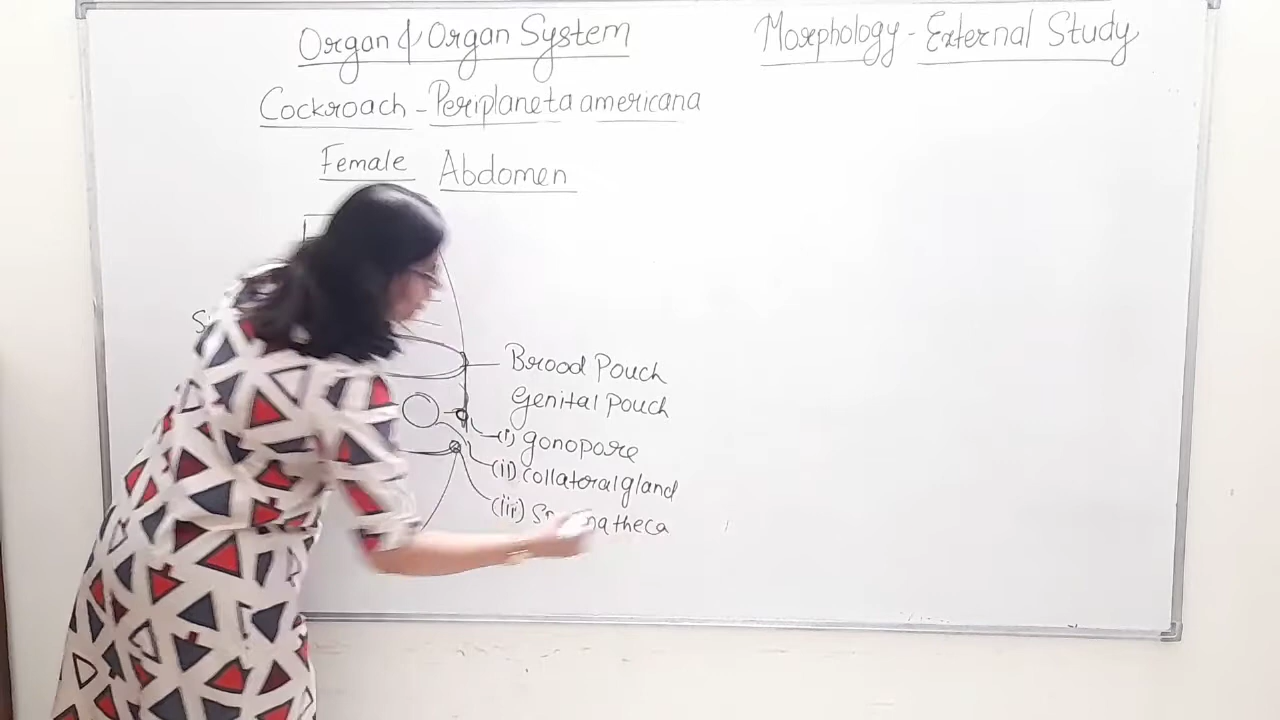 Organ & Organ System
Morphology - External Study
Cockroach - Periplaneta americana
Female Abdomen
Brood Pouch
Genital Pouch
(i) gonopore
(ii) collatoral gland
(iii)